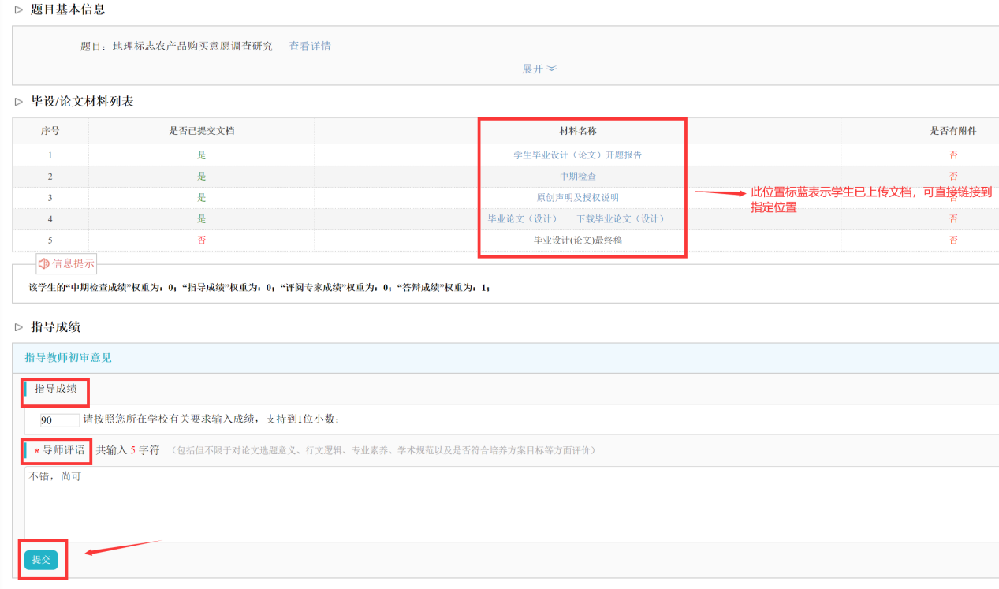 题目基本信息
题目：地理标志农产品购买意愿调查研究 查看详情
展开
毕设/论文材料列表
序号 是否已提交文档 材料名称 是否有附件
1 是 学生毕业设计（论文）开题报告 否
2 是 中期检查 否
3 是 原创声明及授权说明 否
此位置标蓝表示学生已上传文档，可直接链接到
指定位置
4 是 毕业论文（设计） 下载毕业论文（设计） 否
5 否 毕业设计(论文)最终稿 否
信息提示
该学生的“中期检查成绩”权重为：0；“指导成绩”权重为：0；“评阅专家成绩”权重为：0；“答辩成绩”权重为：1；
指导成绩
指导教师初审意见
指导成绩
90 请按照您所在学校有关要求输入成绩，支持到1位小数；
* 导师评语 共输入 5 字符 （包括但不限于对论文选题意义、行文逻辑、专业素养、学术规范以及是否符合培养方案目标等方面评价）
不错，尚可
提交